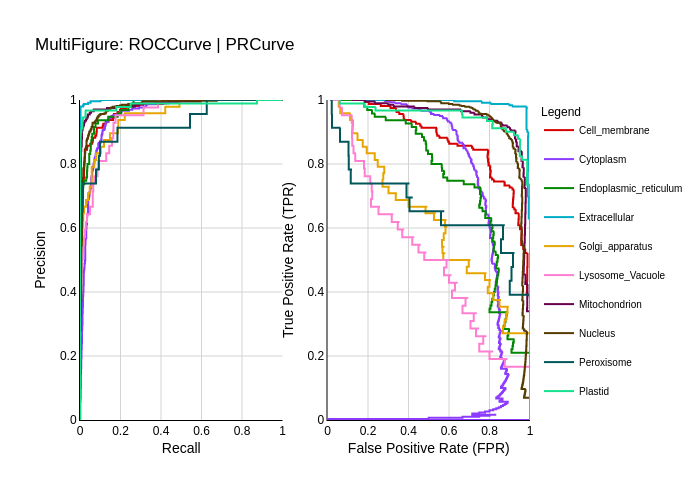 MultiFigure: ROCCurve | PRCurve
Precision
1
0.8
0.6
0.4
0.2
0
0 0.2 0.4 0.6 0.8 1
Recall
True Positive Rate (TPR)
1
0.8
0.6
0.4
0.2
0
0 0.2 0.4 0.6 0.8 1
False Positive Rate (FPR)
Legend
Cell_membrane
Cytoplasm
Endoplasmic_reticulum
Extracellular
Golgi_apparatus
Lysosome_Vacuole
Mitochondrion
Nucleus
Peroxisome
Plastid